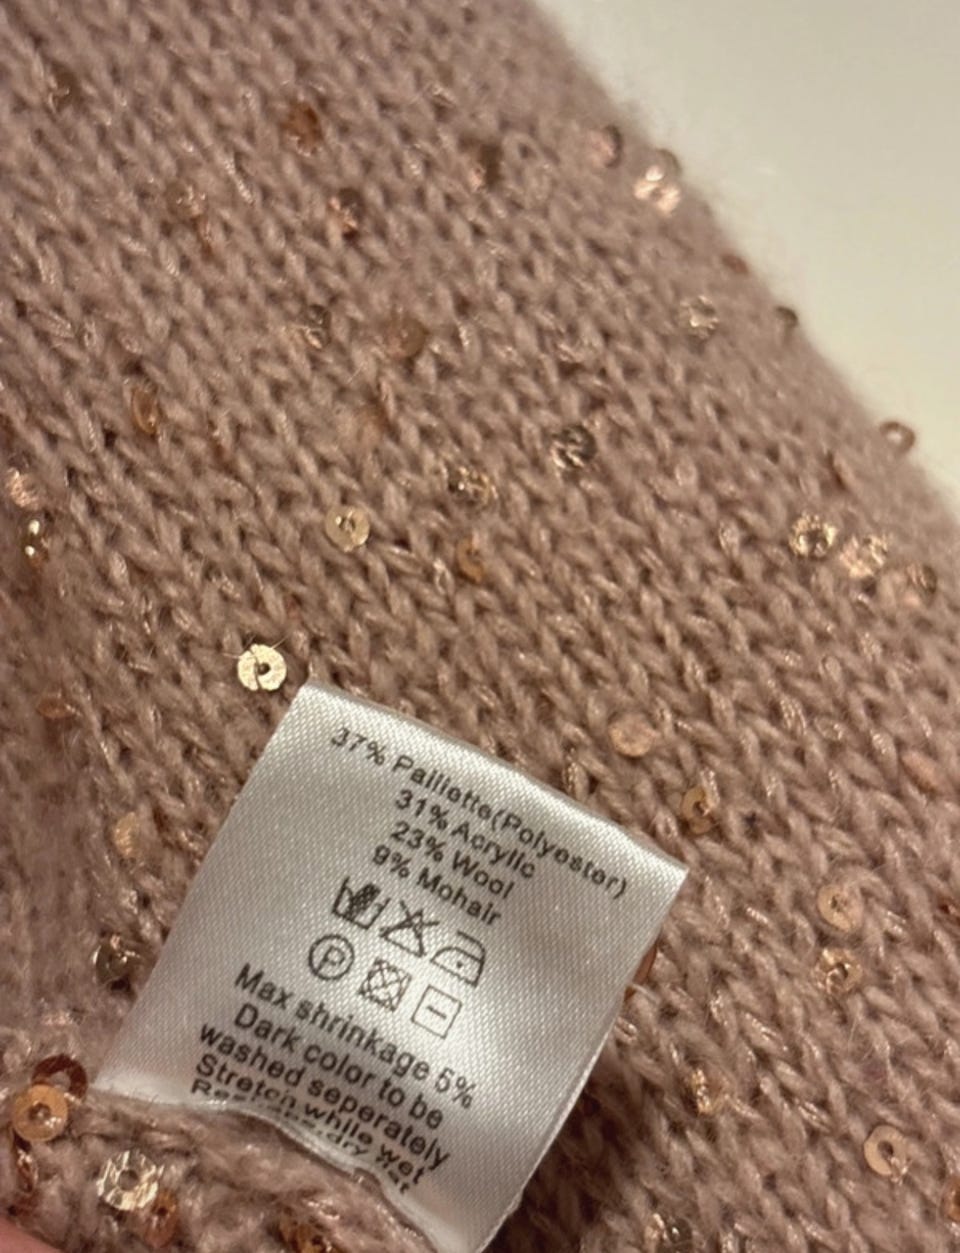 37% Palliette(Polyester)
31% Acrylic
23% Wool
9% Mohair
P
Max shrinkage 5%
Dark color to be
washed seperately
Stretch while wet